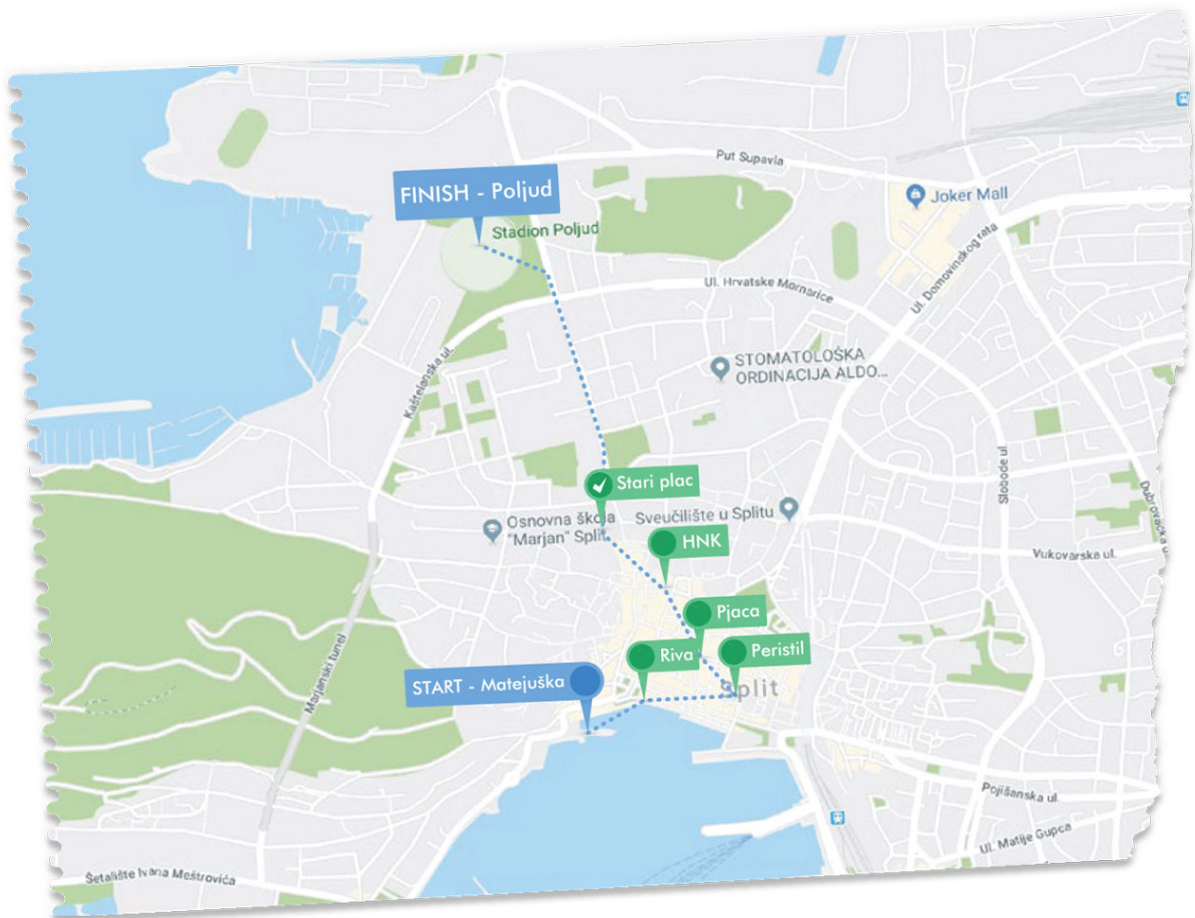 Put Supavla
FINISH - Poljud
Joker Mall
Stadion Poljud
Ul. Domovinskog rata
Ul. Hrvatske Mornarice
STOMATOLOŠKA
ORDINACIJA ALDO...
Kaštelanska ul.
Stari plac
Slobode ul.
Dubrovačka u
Osnovna škola
"Marjan" Split
Sveučilište u Splitu
HNK
Vukovarska ul.
Pjaca
Marjanski tunel
Riva
Peristil
START - Matejuška
Split
Pojišanska ul.
Ul. Matije Gupca
Šetalište Ivana Meštrovića